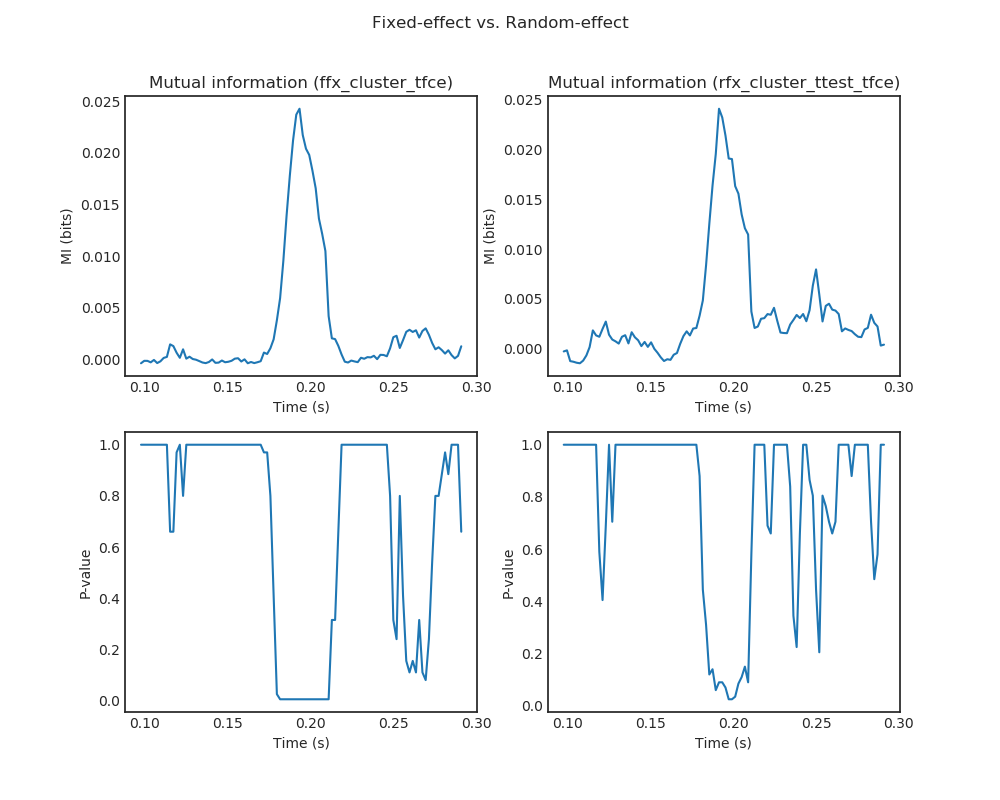 Fixed-effect vs. Random-effect
Mutual information (ffx_cluster_tfce)
MI (bits)
0.025
0.020
0.015
0.010
0.005
0.000
0.10 0.15 0.20 0.25 0.30
Time (s)
Mutual information (rfx_cluster_ttest_tfce)
MI (bits)
0.025
0.020
0.015
0.010
0.005
0.000
0.10 0.15 0.20 0.25 0.30
Time (s)
P-value
1.0
0.8
0.6
0.4
0.2
0.0
0.10 0.15 0.20 0.25 0.30
Time (s)
P-value
1.0
0.8
0.6
0.4
0.2
0.0
0.10 0.15 0.20 0.25 0.30
Time (s)